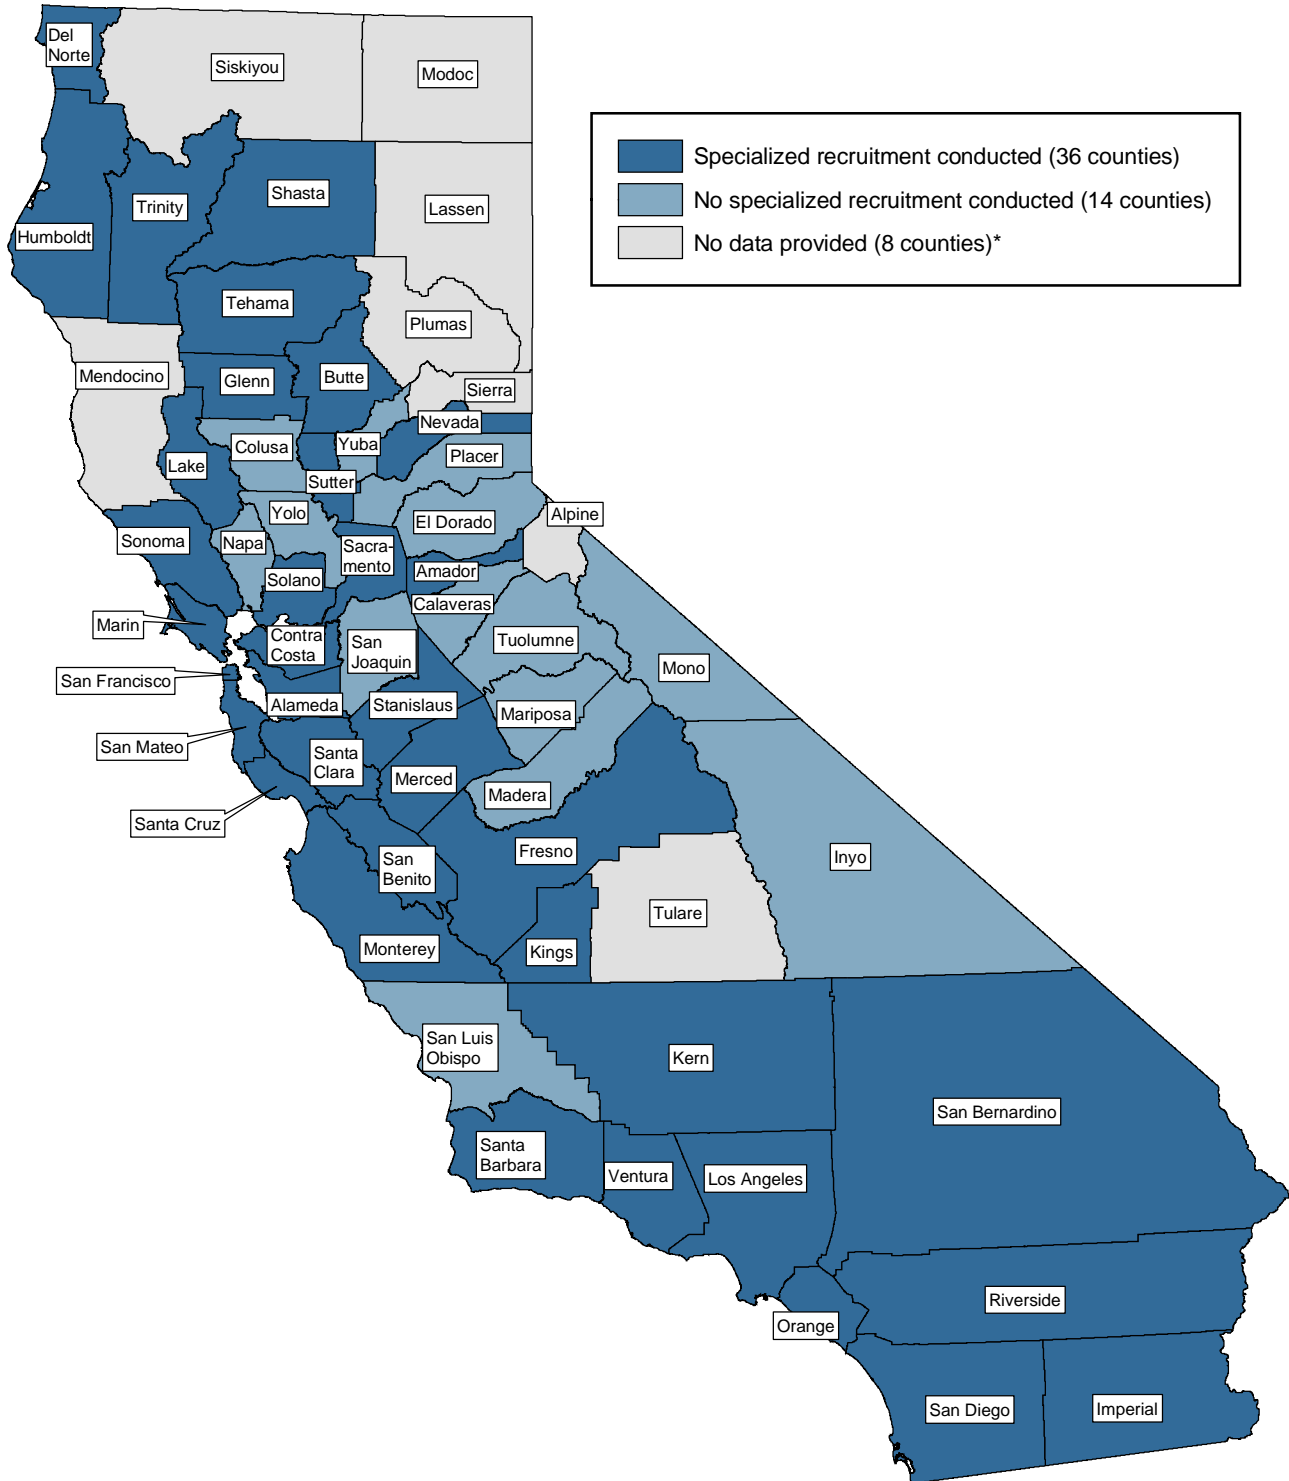 Del
Norte
Siskiyou
Modoc
Specialized recruitment conducted (36 counties)
No specialized recruitment conducted (14 counties)
No data provided (8 counties)*
Shasta
Trinity
Lassen
Humboldt
Tehama
Plumas
Mendocino
Glenn
Butte
Sierra
Nevada
Colusa
Yuba
Placer
Lake
Sutter
Yolo
Alpine
El Dorado
Sonoma
Napa
Sacra-
mento
Solano
Amador
Calaveras
Marin
Contra
Costa
San
Joaquin
Tuolumne
Mono
San Francisco
Alameda
Stanislaus
Mariposa
San Mateo
Santa
Clara
Merced
Madera
Santa Cruz
Fresno
Inyo
San
Benito
Tulare
Monterey
Kings
San Luis
Obispo
Kern
San Bernardino
Santa
Barbara
Ventura
Los Angeles
Riverside
Orange
San Diego
Imperial